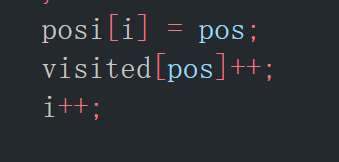 posi[i] = pos;
visited[pos]++;
i++;